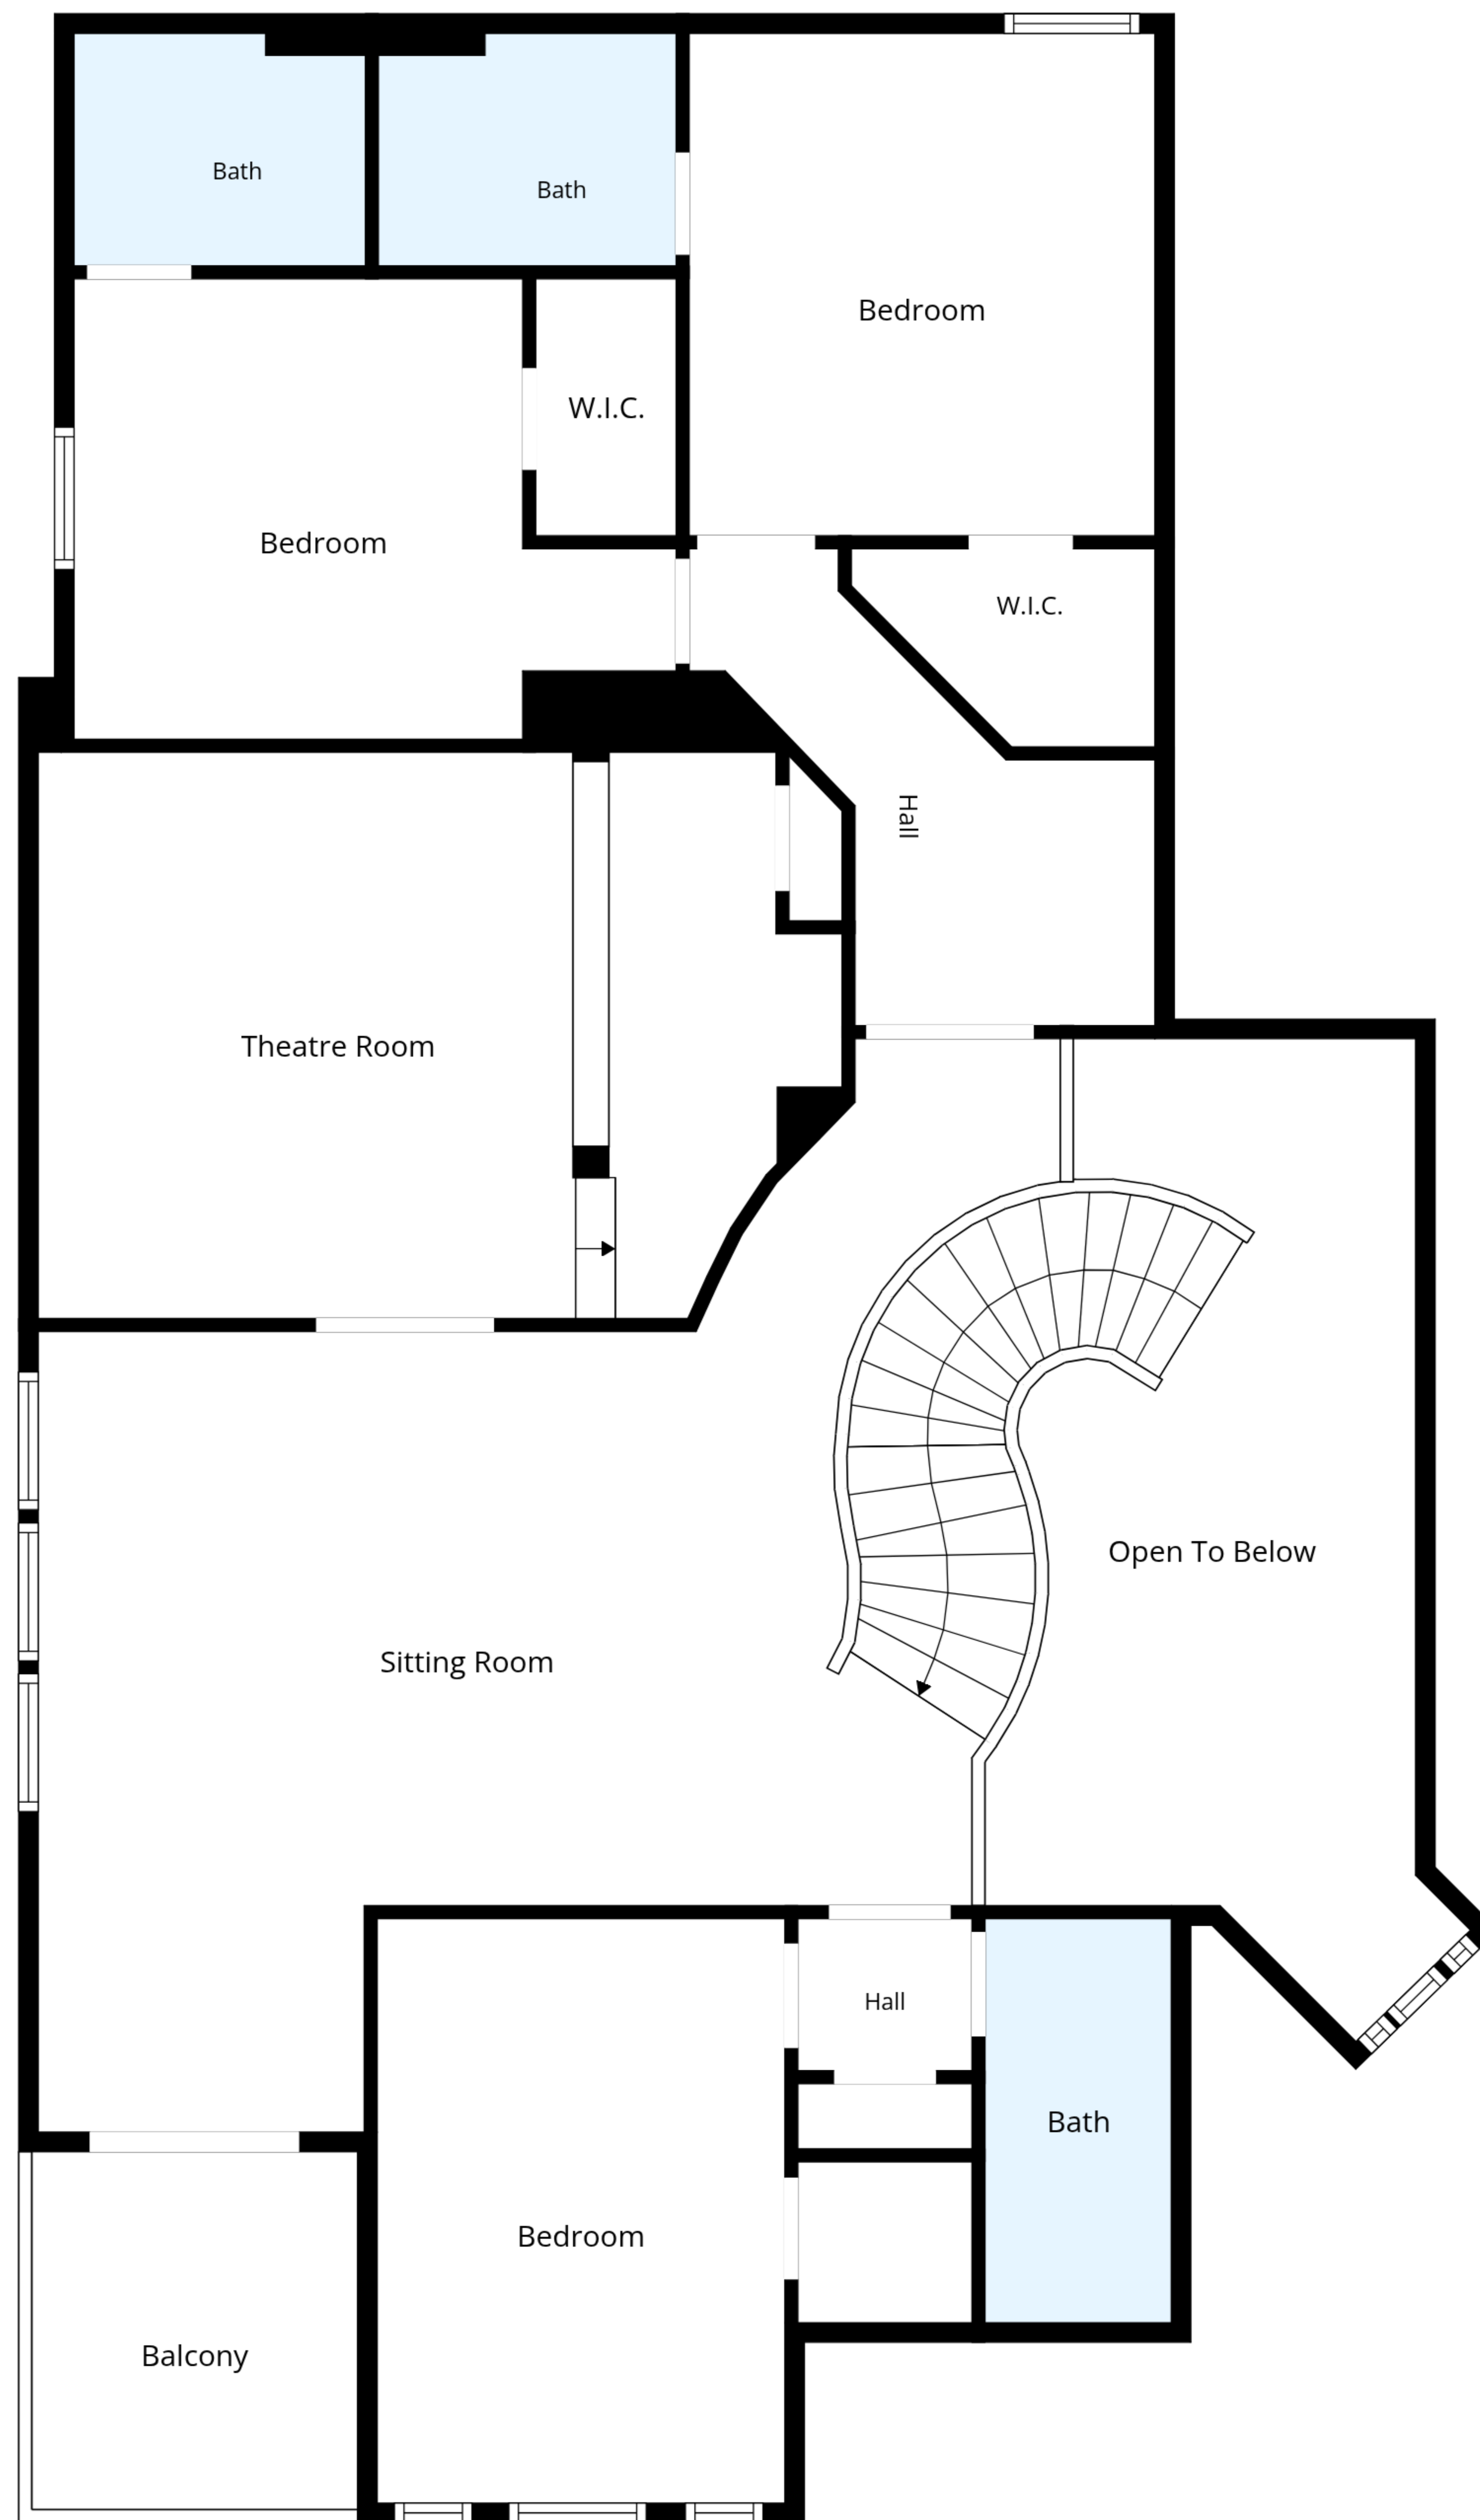 Bath
Bath
Bedroom
W.I.C.
Bedroom
W.I.C.
Hall
Theatre Room
Open To Below
Sitting Room
Hall
Bath
Bedroom
Balcony